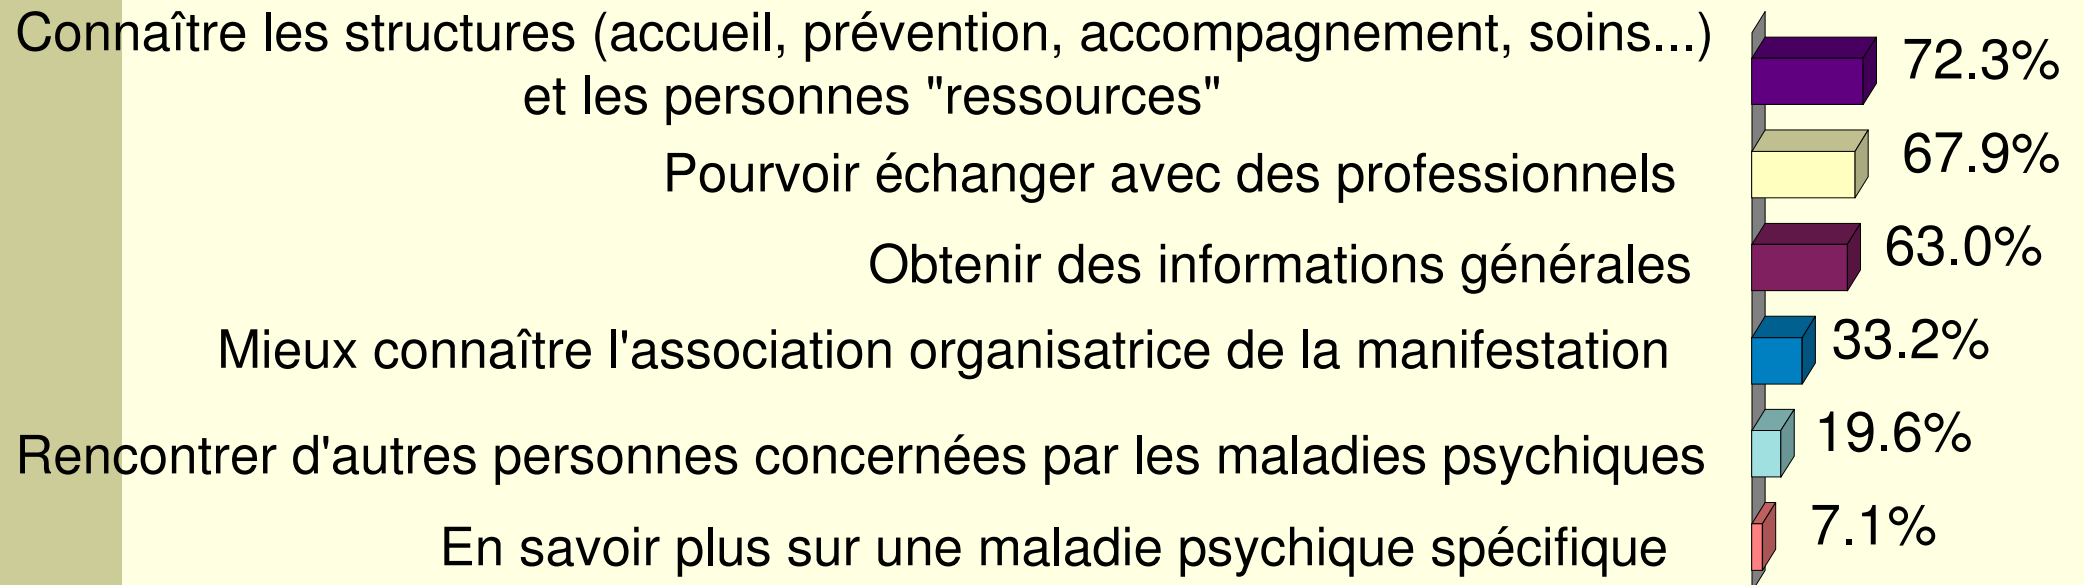 Connaître les structures (accueil, prévention, accompagnement, soins...)
et les personnes "ressources"
72.3%
Pourvoir échanger avec des professionnels
67.9%
Obtenir des informations générales
63.0%
Mieux connaître l'association organisatrice de la manifestation
33.2%
Rencontrer d'autres personnes concernées par les maladies psychiques
19.6%
En savoir plus sur une maladie psychique spécifique
7.1%